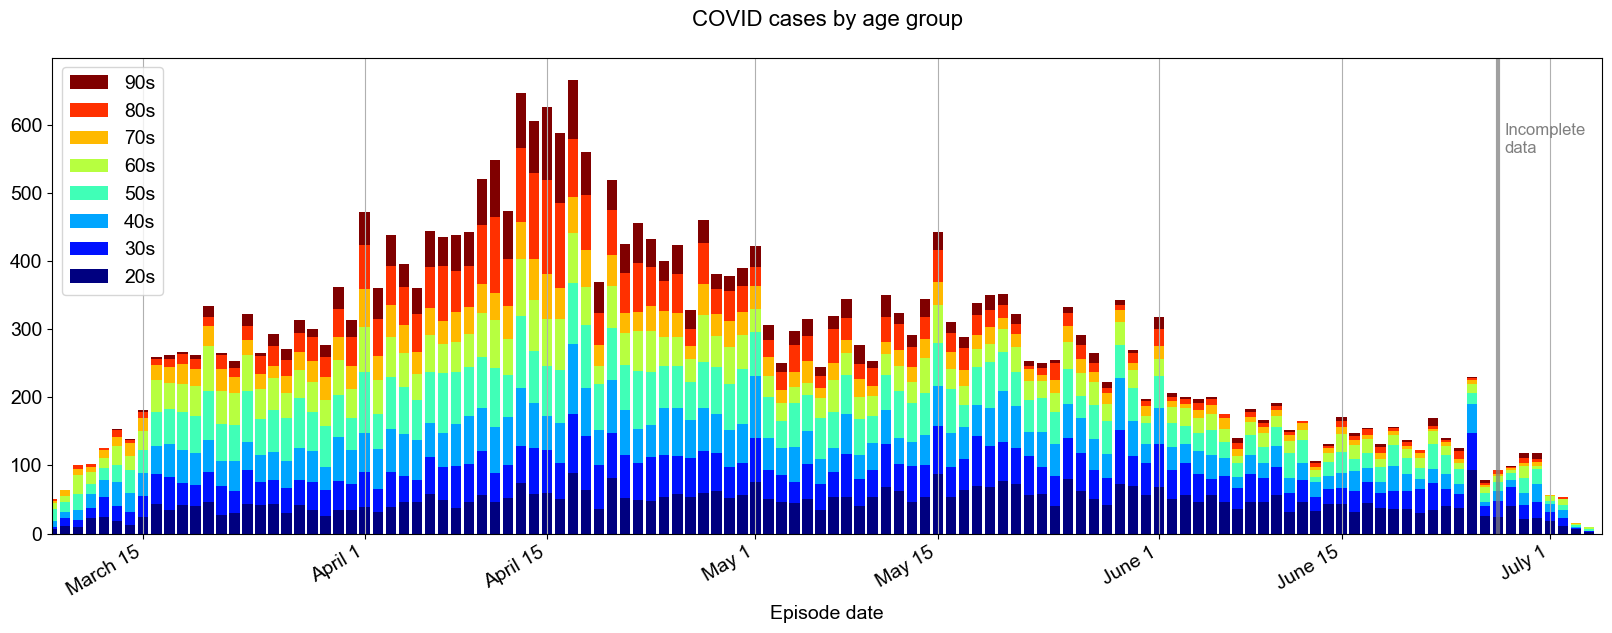 COVID cases by age group
90s
80s
70s
60s
50s
40s
30s
20s
600
500
400
300
200
100
0
Incomplete
data
March 15
April 1
April 15
May 1
May 15
June 1
June 15
July 1
Episode date